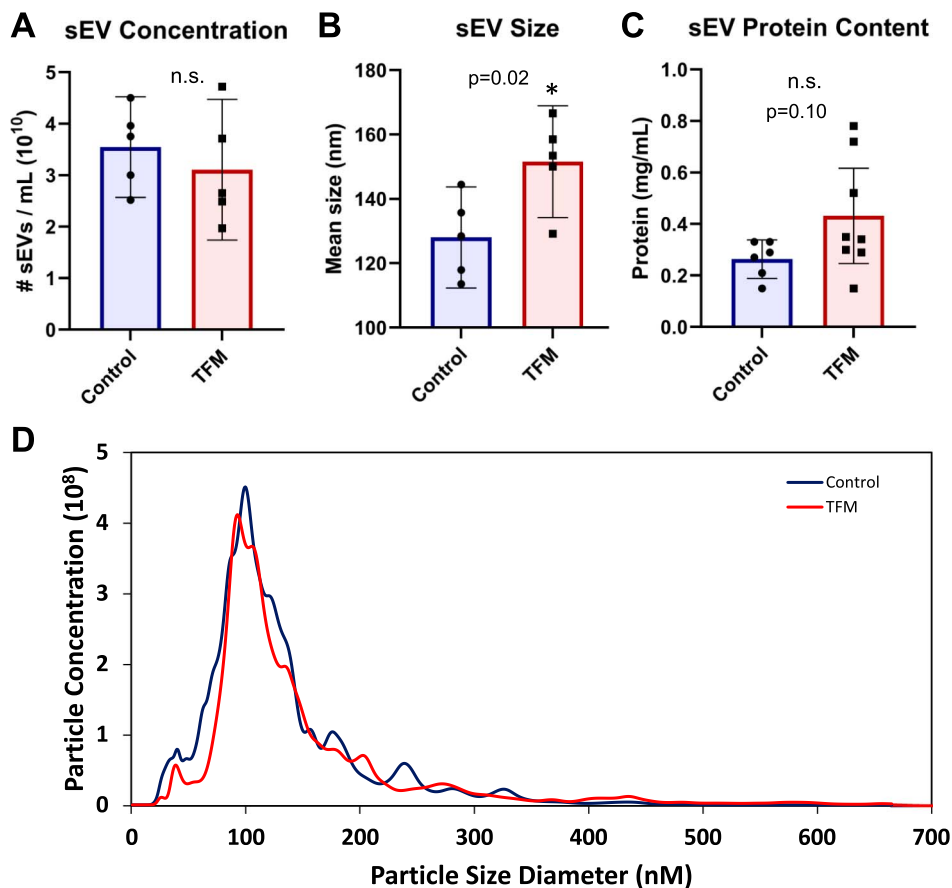 A sEV Concentration
n.s.
# sEVs / mL (10¹⁰)
5
4
3
2
1
0
Control
TFM
B sEV Size
p=0.02
*
Mean size (nm)
180
160
140
120
100
Control
TFM
C sEV Protein Content
n.s.
p=0.10
Protein (mg/mL)
1.0
0.8
0.6
0.4
0.2
0.0
Control
TFM
D
Particle Concentration (10⁸)
5
4
3
2
1
0
Control
TFM
0 100 200 300 400 500 600 700
Particle Size Diameter (nM)